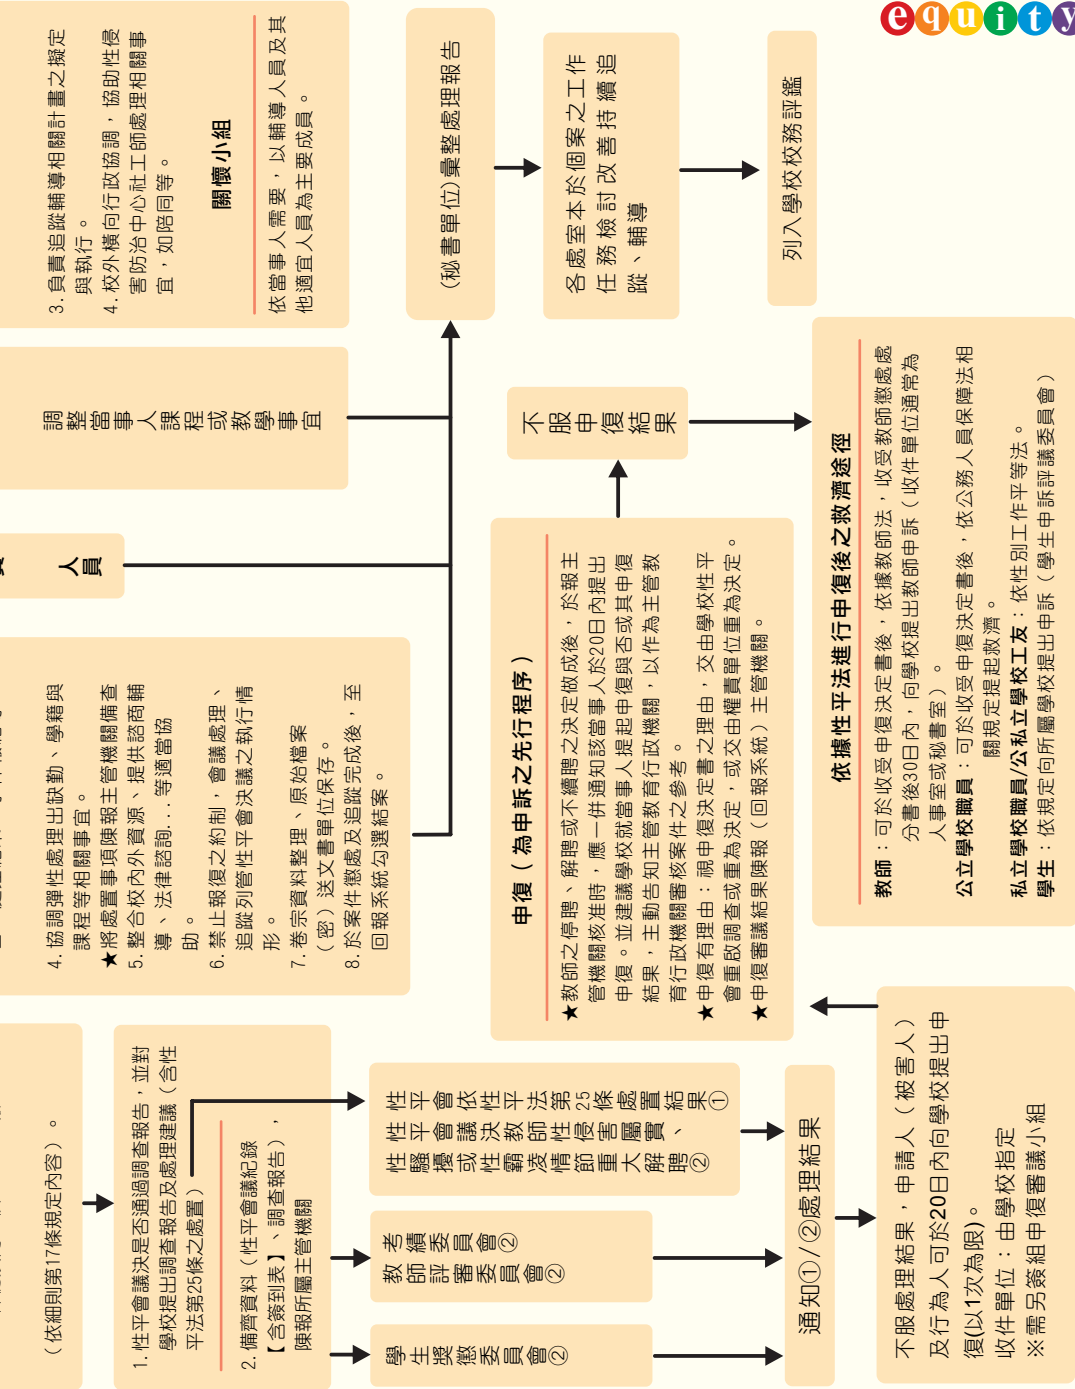 (依細則第17條規定內容)。
1.性平會議決是否通過調查報告，並對
學校提出調查報告及處理建議（含性
平法第25條之處置）
2.備齊資料（性平會議紀錄
【含簽到表】、調查報告），
陳報所屬主管機關
學生獎懲委員會②
考績委員會②
教師評審委員會②
性平會依性平法第25條處置結果①
性平會議決教師性侵害屬實、
性騷擾或性霸凌情節重大解聘②
通知①/②處理結果
不服處理結果，申請人（被害人）
及行為人可於20日內向學校提出申
復(以1次為限)。
收件單位：由學校指定
※需另簽組申復審議小組
4.協調彈性處理出缺勤、學籍與
課程等相關事宜。
★將處置事項陳報主管機關備查
5.整合校內外資源、提供諮商輔
導、法律諮詢...等適當協
助。
6.禁止報復之約制，會議處理、
追蹤列管性平會決議之執行情
形。
7.卷宗資料整理、原始檔案
（密）送文書單位保存。
8.於案件懲處及追蹤完成後，至
回報系統勾選結案。
人
員
調整當事人課程或教學事宜
3.負責追蹤輔導相關計畫之擬定
與執行。
4.校外橫向行政協調，協助性侵
害防治中心社工師處理相關事
宜，如陪同等。
關懷小組
依當事人需要，以輔導人員及其
他適宜人員為主要成員。
(秘書單位)彙整處理報告
各處室本於個案之工作
任務檢討改善持續追
蹤、輔導
列入學校校務評鑑
申復（為申訴之先行程序）
★教師之停聘、解聘或不續聘之決定做成後，於報主
管機關核准時，應一併通知該當事人於20日內提出
申復。並建議學校就當事人提起申復與否或其申復
結果，主動告知主管教育行政機關，以作為主管教
育行政機關審核案件之參考。
★申復有理由：視申復決定書之理由，交由學校性平
會重啟調查或重為決定，或交由權責單位重為決定。
★申復審議結果陳報（回報系統）主管機關。
不服申復結果
依據性平法進行申復後之救濟途徑
教師：可於收受申復決定書後，依據教師法，收受教師懲處處
分書後30日內，向學校提出教師申訴（收件單位通常為
人事室或秘書室）。
公立學校職員：可於收受申復決定書後，依公務人員保障法相
關規定提起救濟。
私立學校職員/公私立學校工友：依性別工作平等法。
學生：依規定向所屬學校提出申訴（學生申訴評議委員會）
equity